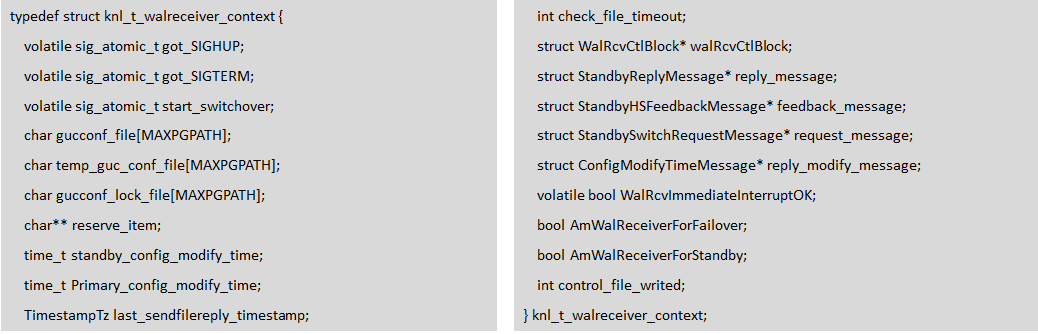 typedef struct knl_t_walreceiver_context {
volatile sig_atomic_t got_SIGHUP;
volatile sig_atomic_t got_SIGTERM;
volatile sig_atomic_t start_switchover;
char gucconf_file[MAXPGPATH];
char temp_guc_conf_file[MAXPGPATH];
char gucconf_lock_file[MAXPGPATH];
char** reserve_item;
time_t standby_config_modify_time;
time_t Primary_config_modify_time;
TimestampTz last_sendfilereply_timestamp;
int check_file_timeout;
struct WalRcvCtlBlock* walRcvCtlBlock;
struct StandbyReplyMessage* reply_message;
struct StandbyHSFeedbackMessage* feedback_message;
struct StandbySwitchRequestMessage* request_message;
struct ConfigModifyTimeMessage* reply_modify_message;
volatile bool WalRcvImmediateInterruptOK;
bool AmWalReceiverForFailover;
bool AmWalReceiverForStandby;
int control_file_writed;
} knl_t_walreceiver_context;